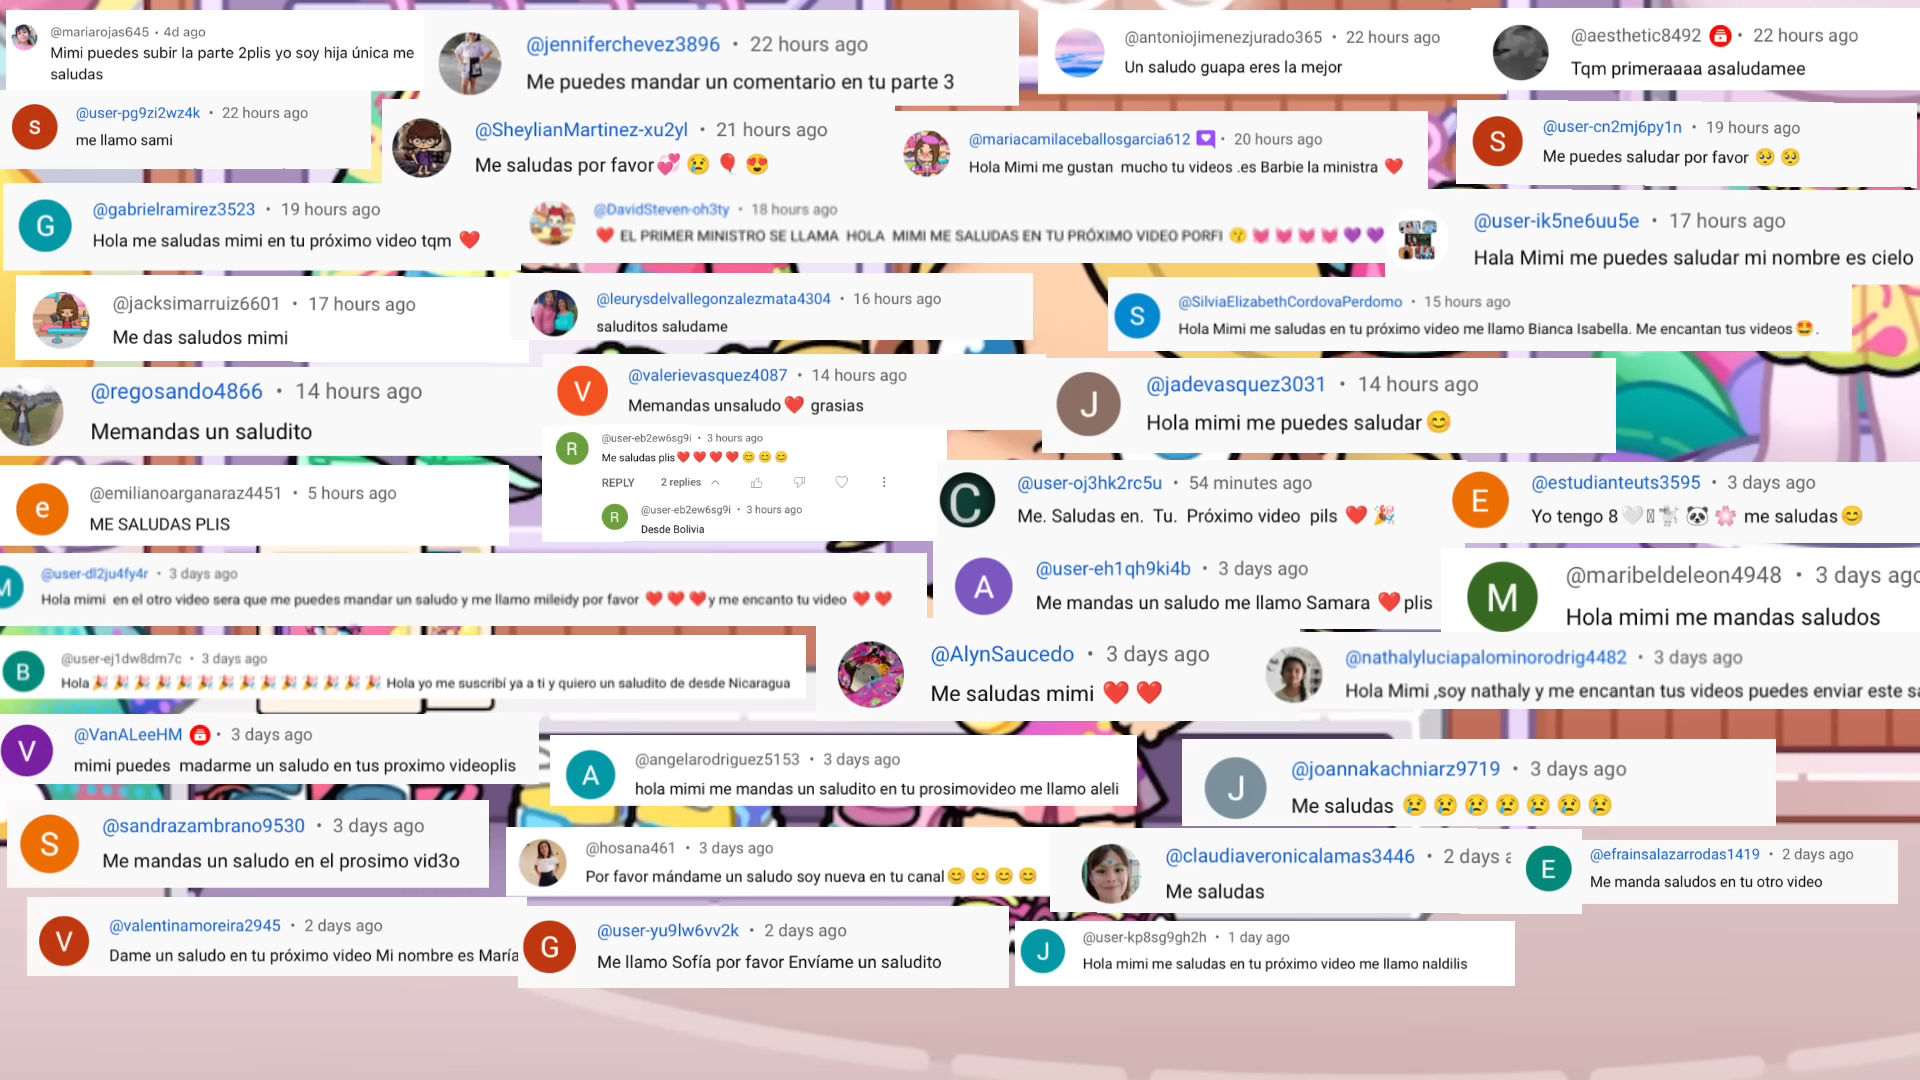 @mariarojas645 • 4d ago
Mimi puedes subir la parte 2plis yo soy hija única me
saludas
@jenniferchevez3896 • 22 hours ago
Me puedes mandar un comentario en tu parte 3
@antoniojimenezjurado365 • 22 hours ago
Un saludo guapa eres la mejor
@aesthetic8492 • 22 hours ago
Tqm primeraaaa asaludamee
S
@user-pg9zi2wz4k • 22 hours ago
me llamo sami
@SheylianMartinez-xu2yl • 21 hours ago
Me saludas por favor💞😢🎈😍
@mariacamilaceballosgarcia612 • 20 hours ago
Hola Mimi me gustan mucho tu videos .es Barbie la ministra ❤️
S
@user-cn2mj6py1n • 19 hours ago
Me puedes saludar por favor 🥺🥺
G
@gabrielramirez3523 • 19 hours ago
Hola me saludas mimi en tu próximo video tqm ❤️
@DavidSteven-oh3ty • 18 hours ago
❤️ EL PRIMER MINISTRO SE LLAMA HOLA MIMI ME SALUDAS EN TU PRÓXIMO VIDEO PORFI 😗💓💓💓💓💜💜
@user-ik5ne6uu5e • 17 hours ago
Hala Mimi me puedes saludar mi nombre es cielo
@jacksimarruiz6601 • 17 hours ago
Me das saludos mimi
@leurysdelvallegonzalezmata4304 • 16 hours ago
saluditos saludame
S
@SilviaElizabethCordovaPerdomo • 15 hours ago
Hola Mimi me saludas en tu próximo video me llamo Bianca Isabella. Me encantan tus videos🤩.
@regosando4866 • 14 hours ago
Memandas un saludito
V
@valerievasquez4087 • 14 hours ago
Memandas unsaludo❤️ grasias
J
@jadevasquez3031 • 14 hours ago
Hola mimi me puedes saludar😊
R
@user-eb2ew6sg9i • 3 hours ago
Me saludas plis❤️❤️❤️❤️😊😊😊
REPLY 2 replies
R
@user-eb2ew6sg9i • 3 hours ago
Desde Bolivia
e
@emilianoarganaraz4451 • 5 hours ago
ME SALUDAS PLIS
C
@user-oj3hk2rc5u • 54 minutes ago
Me. Saludas en. Tu. Próximo video pils ❤️🎉
E
@estudianteuts3595 • 3 days ago
Yo tengo 8🤍🐩🐼🌸 me saludas😊
M
@user-dl2ju4fy4r • 3 days ago
Hola mimi en el otro video sera que me puedes mandar un saludo y me llamo mileidy por favor ❤️❤️❤️y me encanto tu video ❤️❤️
A
@user-eh1qh9ki4b • 3 days ago
Me mandas un saludo me llamo Samara ❤️plis
M
@maribeldeleon4948 • 3 days ago
Hola mimi me mandas saludos
B
@user-ej1dw8dm7c • 3 days ago
Hola🎉🎉🎉🎉🎉🎉🎉🎉🎉🎉🎉🎉🎉🎉 Hola yo me suscribí ya a ti y quiero un saludito de desde Nicaragua
@AlynSaucedo • 3 days ago
Me saludas mimi ❤️❤️
@nathalyluciapalominorodrig4482 • 3 days ago
Hola Mimi ,soy nathaly y me encantan tus videos puedes enviar este sa
V
@VanALeeHM • 3 days ago
mimi puedes madarme un saludo en tus proximo videoplis
A
@angelarodriguez5153 • 3 days ago
hola mimi me mandas un saludito en tu prosimovideo me llamo aleli
J
@joannakachniarz9719 • 3 days ago
Me saludas 😢😢😢😢😢😢😢
S
@sandrazambrano9530 • 3 days ago
Me mandas un saludo en el prosimo vid3o
@hosana461 • 3 days ago
Por favor mándame un saludo soy nueva en tu canal😊😊😊😊
@claudiaveronicalamas3446 • 2 days a
Me saludas
E
@efrainsalazarrodas1419 • 2 days ago
Me manda saludos en tu otro video
V
@valentinamoreira2945 • 2 days ago
Dame un saludo en tu próximo video Mi nombre es María
G
@user-yu9lw6vv2k • 2 days ago
Me llamo Sofía por favor Envíame un saludito
J
@user-kp8sg9gh2h • 1 day ago
Hola mimi me saludas en tu próximo video me llamo naldilis